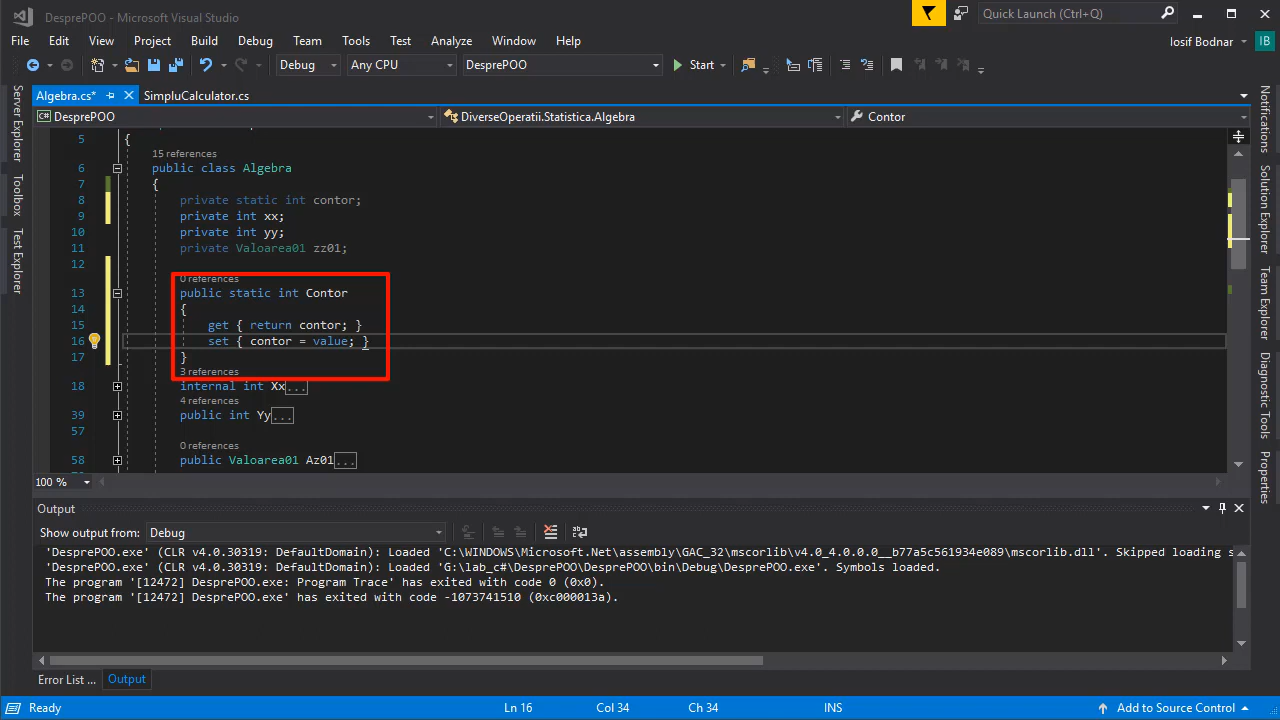 DesprePOO - Microsoft Visual Studio
Quick Launch (Ctrl+Q)
File Edit View Project Build Debug Team Tools Test Analyze Window Help
Iosif Bodnar IB
Debug Any CPU DesprePOO Start
Algebra.cs* SimpluCalculator.cs
C# DesprePOO DiverseOperatii.Statistica.Algebra Contor
Server Explorer
Toolbox
Test Explorer
Notifications
Solution Explorer
Team Explorer
Diagnostic Tools
Properties
5 {
15 references
6 public class Algebra
7 {
8 private static int contor;
9 private int xx;
10 private int yy;
11 private Valoarea01 zz01;
12
0 references
13 public static int Contor
14 {
15 get { return contor; }
16 set { contor = value; }
17 }
3 references
18 internal int Xx...
4 references
39 public int Yy...
57
0 references
58 public Valoarea01 Az01...
100 %
Output
Show output from: Debug
'DesprePOO.exe' (CLR v4.0.30319: DefaultDomain): Loaded 'C:\WINDOWS\Microsoft.Net\assembly\GAC_32\mscorlib\v4.0_4.0.0.0__b77a5c561934e089\mscorlib.dll'. Skipped loading s
'DesprePOO.exe' (CLR v4.0.30319: DefaultDomain): Loaded 'G:\lab_c#\DesprePOO\DesprePOO\bin\Debug\DesprePOO.exe'. Symbols loaded.
The program '[12472] DesprePOO.exe: Program Trace' has exited with code 0 (0x0).
The program '[12472] DesprePOO.exe' has exited with code -1073741510 (0xc000013a).
Error List ... Output
Ready Ln 16 Col 34 Ch 34 INS Add to Source Control